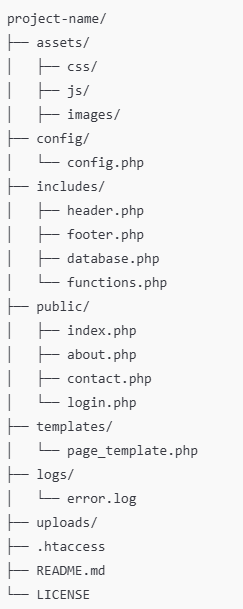 project-name/
├── assets/
│   ├── css/
│   ├── js/
│   ├── images/
├── config/
│   └── config.php
├── includes/
│   ├── header.php
│   ├── footer.php
│   ├── database.php
│   └── functions.php
├── public/
│   ├── index.php
│   ├── about.php
│   ├── contact.php
│   └── login.php
├── templates/
│   └── page_template.php
├── logs/
│   └── error.log
├── uploads/
├── .htaccess
├── README.md
└── LICENSE